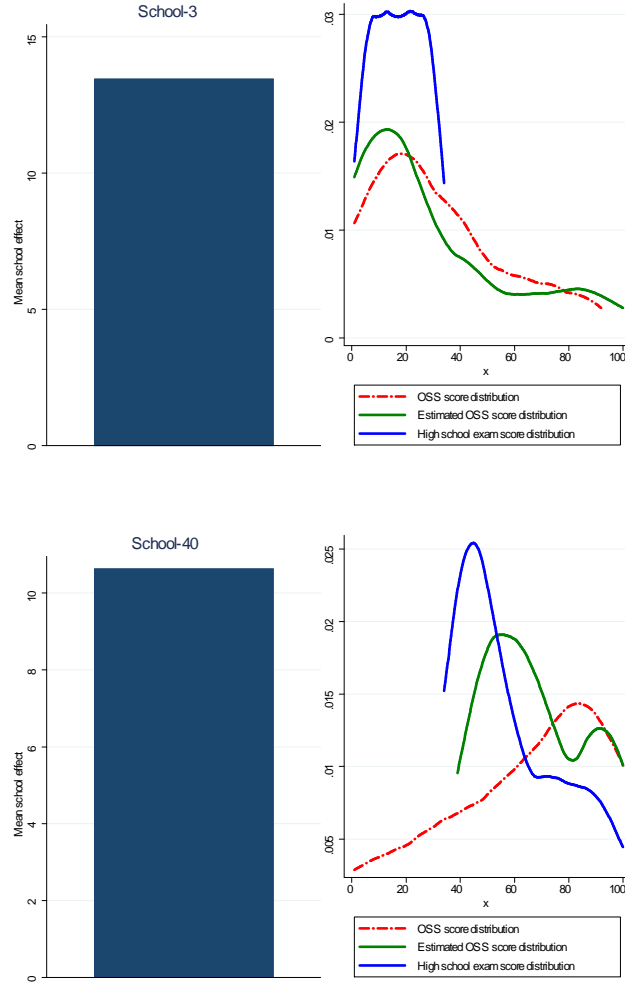 School-3
Mean school effect
15
10
5
0
.03
.02
.01
0
0 20 40 60 80 100
x
OSS score distribution
Estimated OSS score distribution
High school exam score distribution
School-40
Mean school effect
10
8
6
4
2
0
.025
.02
.015
.01
.005
0 20 40 60 80 100
x
OSS score distribution
Estimated OSS score distribution
High school exam score distribution